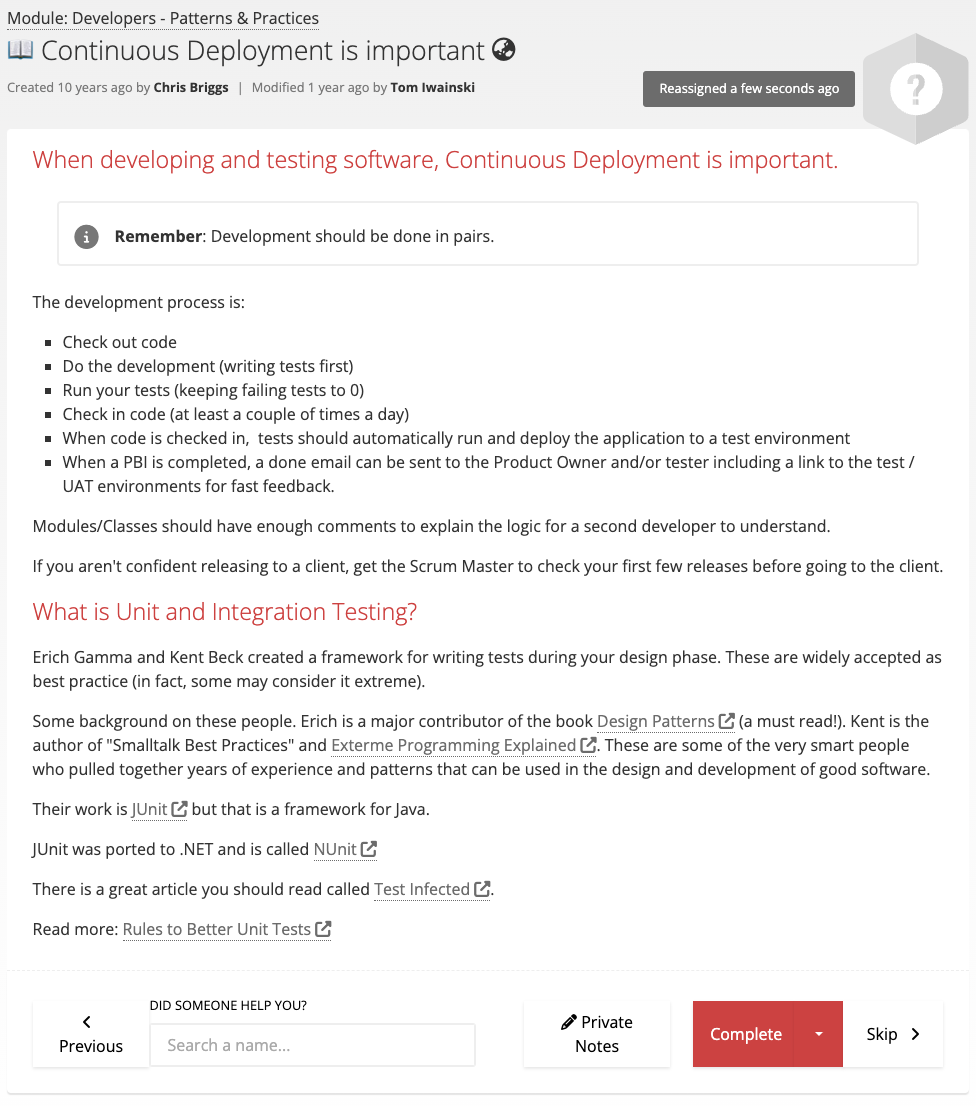 Module: Developers - Patterns & Practices
Continuous Deployment is important
Created 10 years ago by Chris Briggs | Modified 1 year ago by Tom Iwainski
Reassigned a few seconds ago
?
When developing and testing software, Continuous Deployment is important.
Remember: Development should be done in pairs.
The development process is:
Check out code
Do the development (writing tests first)
Run your tests (keeping failing tests to 0)
Check in code (at least a couple of times a day)
When code is checked in,  tests should automatically run and deploy the application to a test environment
When a PBI is completed, a done email can be sent to the Product Owner and/or tester including a link to the test /
UAT environments for fast feedback.
Modules/Classes should have enough comments to explain the logic for a second developer to understand.
If you aren't confident releasing to a client, get the Scrum Master to check your first few releases before going to the client.
What is Unit and Integration Testing?
Erich Gamma and Kent Beck created a framework for writing tests during your design phase. These are widely accepted as
best practice (in fact, some may consider it extreme).
Some background on these people. Erich is a major contributor of the book Design Patterns (a must read!). Kent is the
author of "Smalltalk Best Practices" and Exterme Programming Explained. These are some of the very smart people
who pulled together years of experience and patterns that can be used in the design and development of good software.
Their work is JUnit but that is a framework for Java.
JUnit was ported to .NET and is called NUnit
There is a great article you should read called Test Infected.
Read more: Rules to Better Unit Tests
DID SOMEONE HELP YOU?
Previous
Search a name...
Private
Notes
Complete
Skip